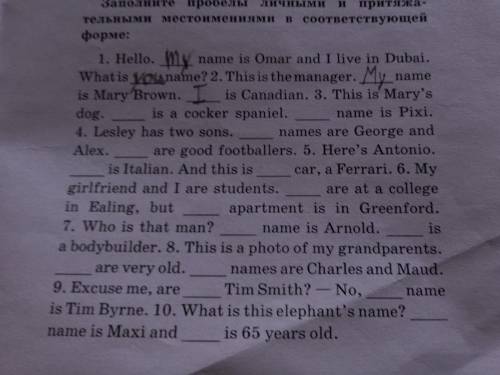 Заполните пробелы личными и притяжа-
тельными местоимениями в соответствующей
форме:
1. Hello. My name is Omar and I live in Dubai.
What is you name? 2. This is the manager. My name
is Mary Brown. I is Canadian. 3. This is Mary's
dog. ____ is a cocker spaniel. ____ name is Pixi.
4. Lesley has two sons. ____ names are George and
Alex. ____ are good footballers. 5. Here's Antonio.
____ is Italian. And this is ____ car, a Ferrari. 6. My
girlfriend and I are students. ____ are at a college
in Ealing, but ____ apartment is in Greenford.
7. Who is that man? ____ name is Arnold. ____ is
a bodybuilder. 8. This is a photo of my grandparents.
____ are very old. ____ names are Charles and Maud.
9. Excuse me, are ____ Tim Smith? — No, ____ name
is Tim Byrne. 10. What is this elephant's name? ____
name is Maxi and ____ is 65 years old.